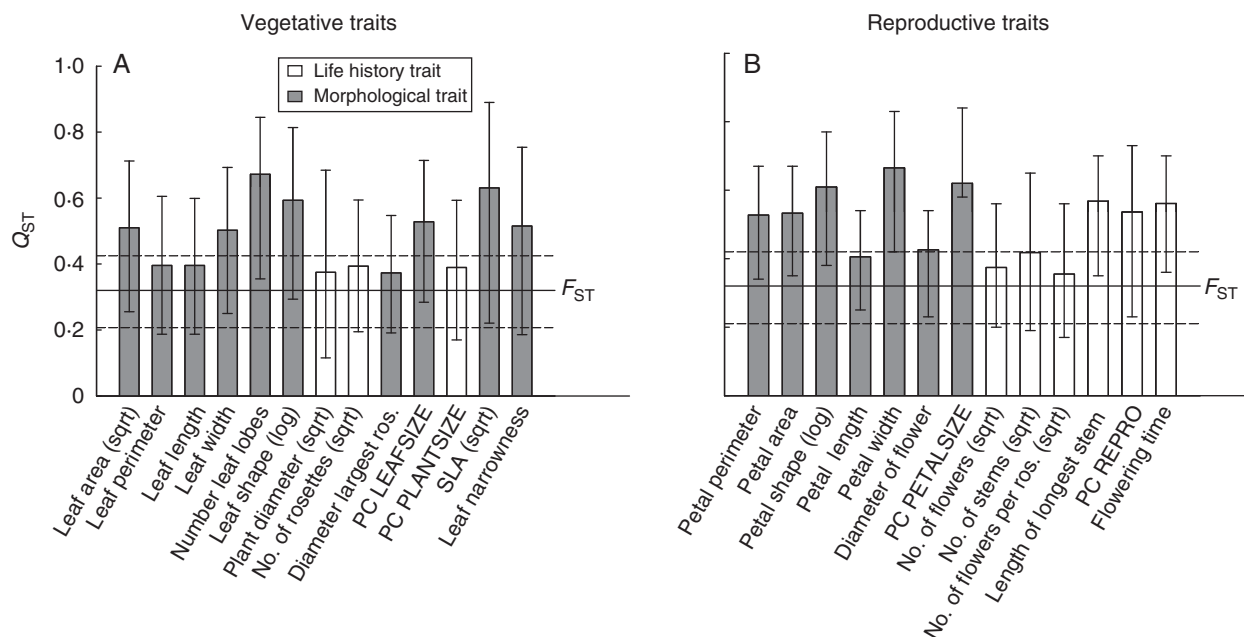 Vegetative traits
Reproductive traits
A
B
Life history trait
Morphological trait
1·0
0·8
0·6
0·4
0·2
0
Q_ST
F_ST
F_ST
Leaf area (sqrt)
Leaf perimeter
Leaf length
Leaf width
Number leaf lobes
Leaf shape (log)
Plant diameter (sqrt)
No. of rosettes (sqrt)
Diameter largest ros.
PC LEAFSIZE
PC PLANTSIZE
SLA (sqrt)
Leaf narrowness
Petal perimeter
Petal area
Petal shape (log)
Petal length
Petal width
Diameter of flower
PC PETALSIZE
No. of flowers (sqrt)
No. of stems (sqrt)
No. of flowers per ros. (sqrt)
Length of longest stem
PC REPRO
Flowering time